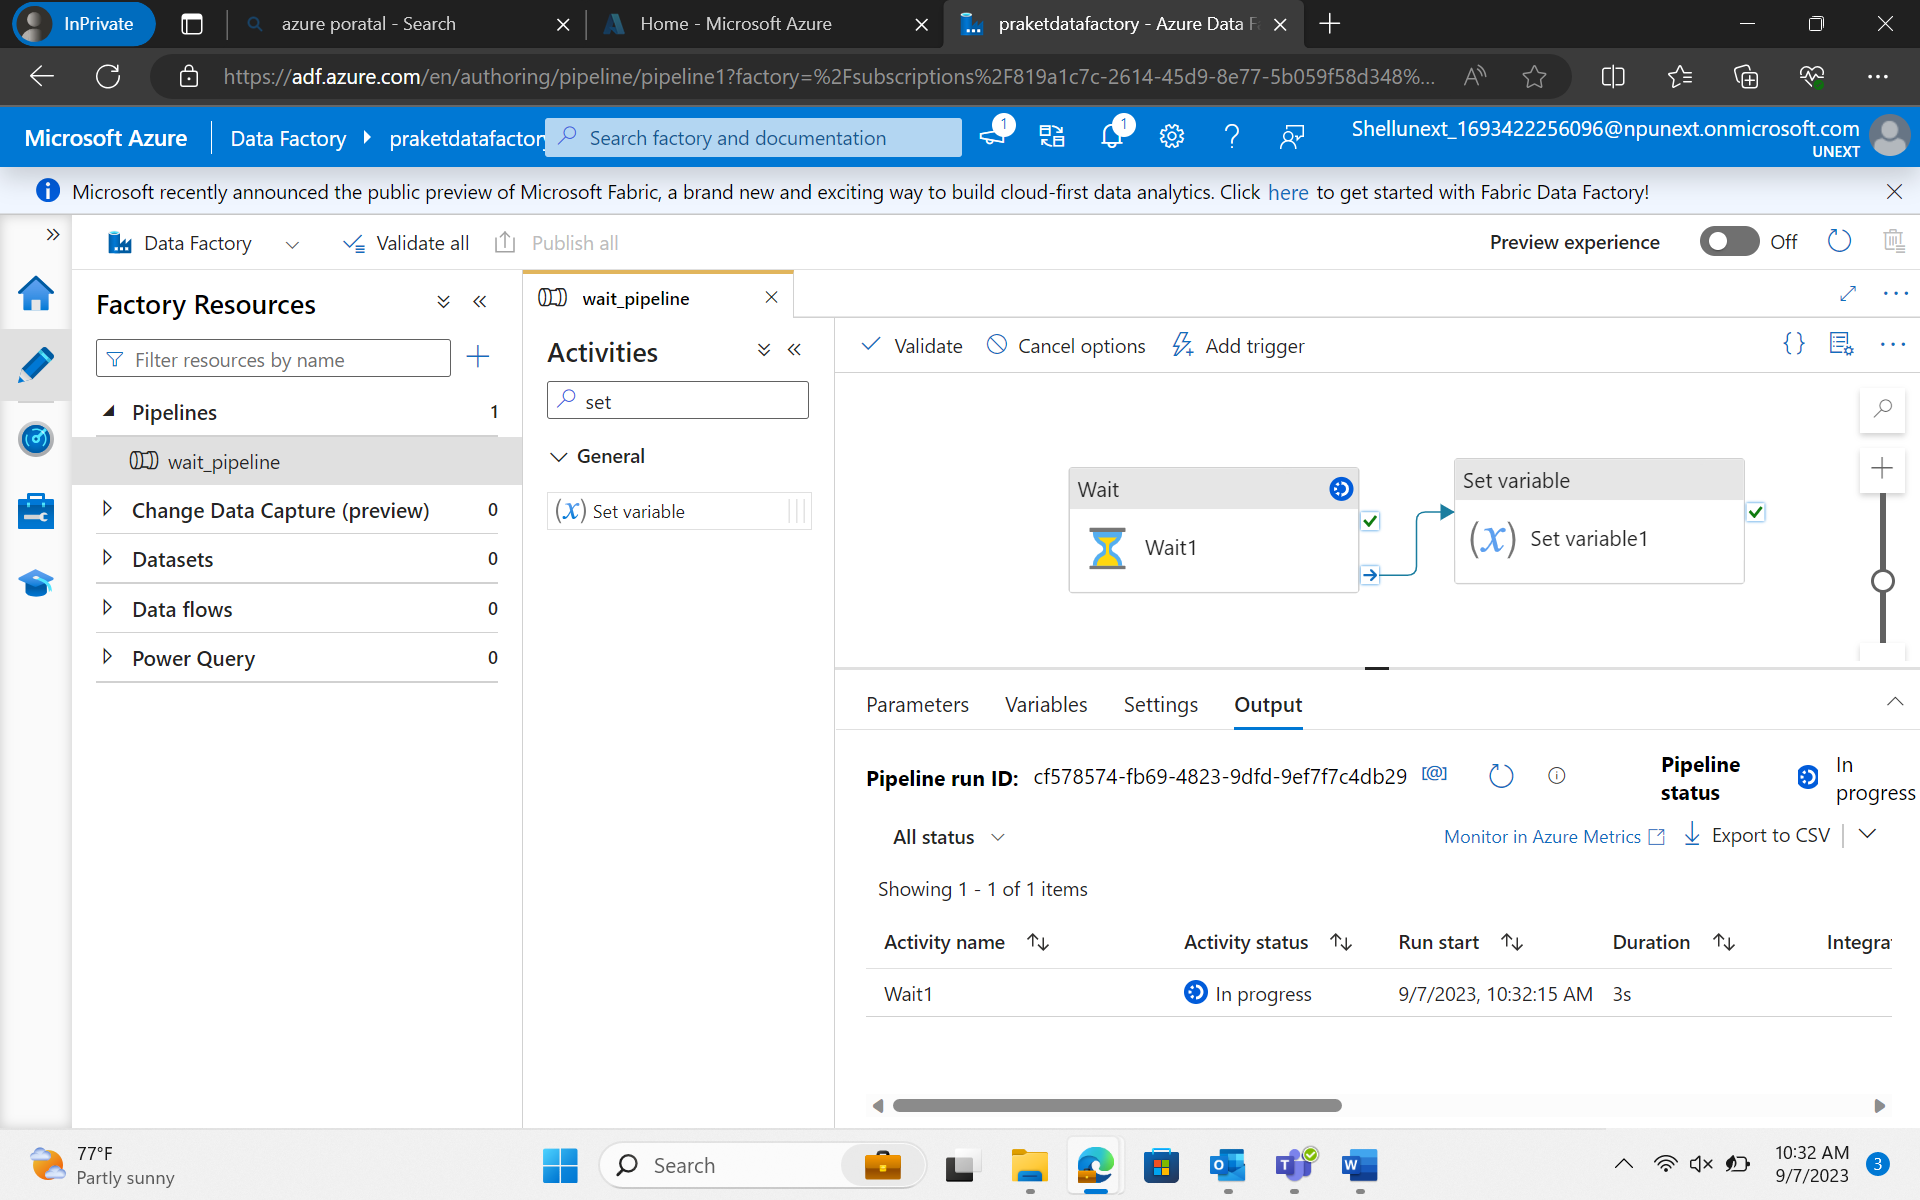 InPrivate
azure poratal - Search
Home - Microsoft Azure
praketdatafactory - Azure Data F
https://adf.azure.com/en/authoring/pipeline/pipeline1?factory=%2Fsubscriptions%2F819a1c7c-2614-45d9-8e77-5b059f58d348%...
Microsoft Azure
Data Factory
praketdatafactory
Search factory and documentation
1
1
Shellunext_1693422256096@npunext.onmicrosoft.com
UNEXT
Microsoft recently announced the public preview of Microsoft Fabric, a brand new and exciting way to build cloud-first data analytics. Click here to get started with Fabric Data Factory!
Data Factory
Validate all
Publish all
Preview experience
Off
Factory Resources
Filter resources by name
Pipelines 1
wait_pipeline
Change Data Capture (preview) 0
Datasets 0
Data flows 0
Power Query 0
wait_pipeline
Activities
set
General
(x) Set variable
Validate
Cancel options
Add trigger
{}
Wait
Wait1
Set variable
(x) Set variable1
Parameters
Variables
Settings
Output
Pipeline run ID: cf578574-fb69-4823-9dfd-9ef7f7c4db29 [@]
Pipeline status
In progress
All status
Monitor in Azure Metrics
Export to CSV
Showing 1 - 1 of 1 items
Activity name
Activity status
Run start
Duration
Integra
Wait1
In progress
9/7/2023, 10:32:15 AM
3s
77°F
Partly sunny
Search
10:32 AM
9/7/2023
3